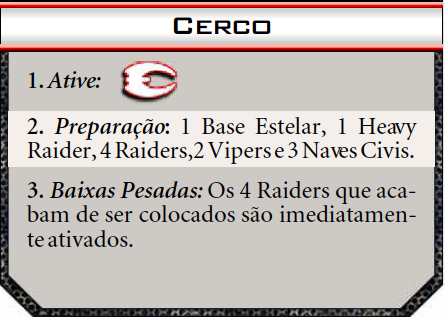 CERCO
1. Ative:
2. Preparação: 1 Base Estelar, 1 Heavy
Raider, 4 Raiders,2 Vipers e 3 Naves Civis.
3. Baixas Pesadas: Os 4 Raiders que aca-
bam de ser colocados são imediatamen-
te ativados.